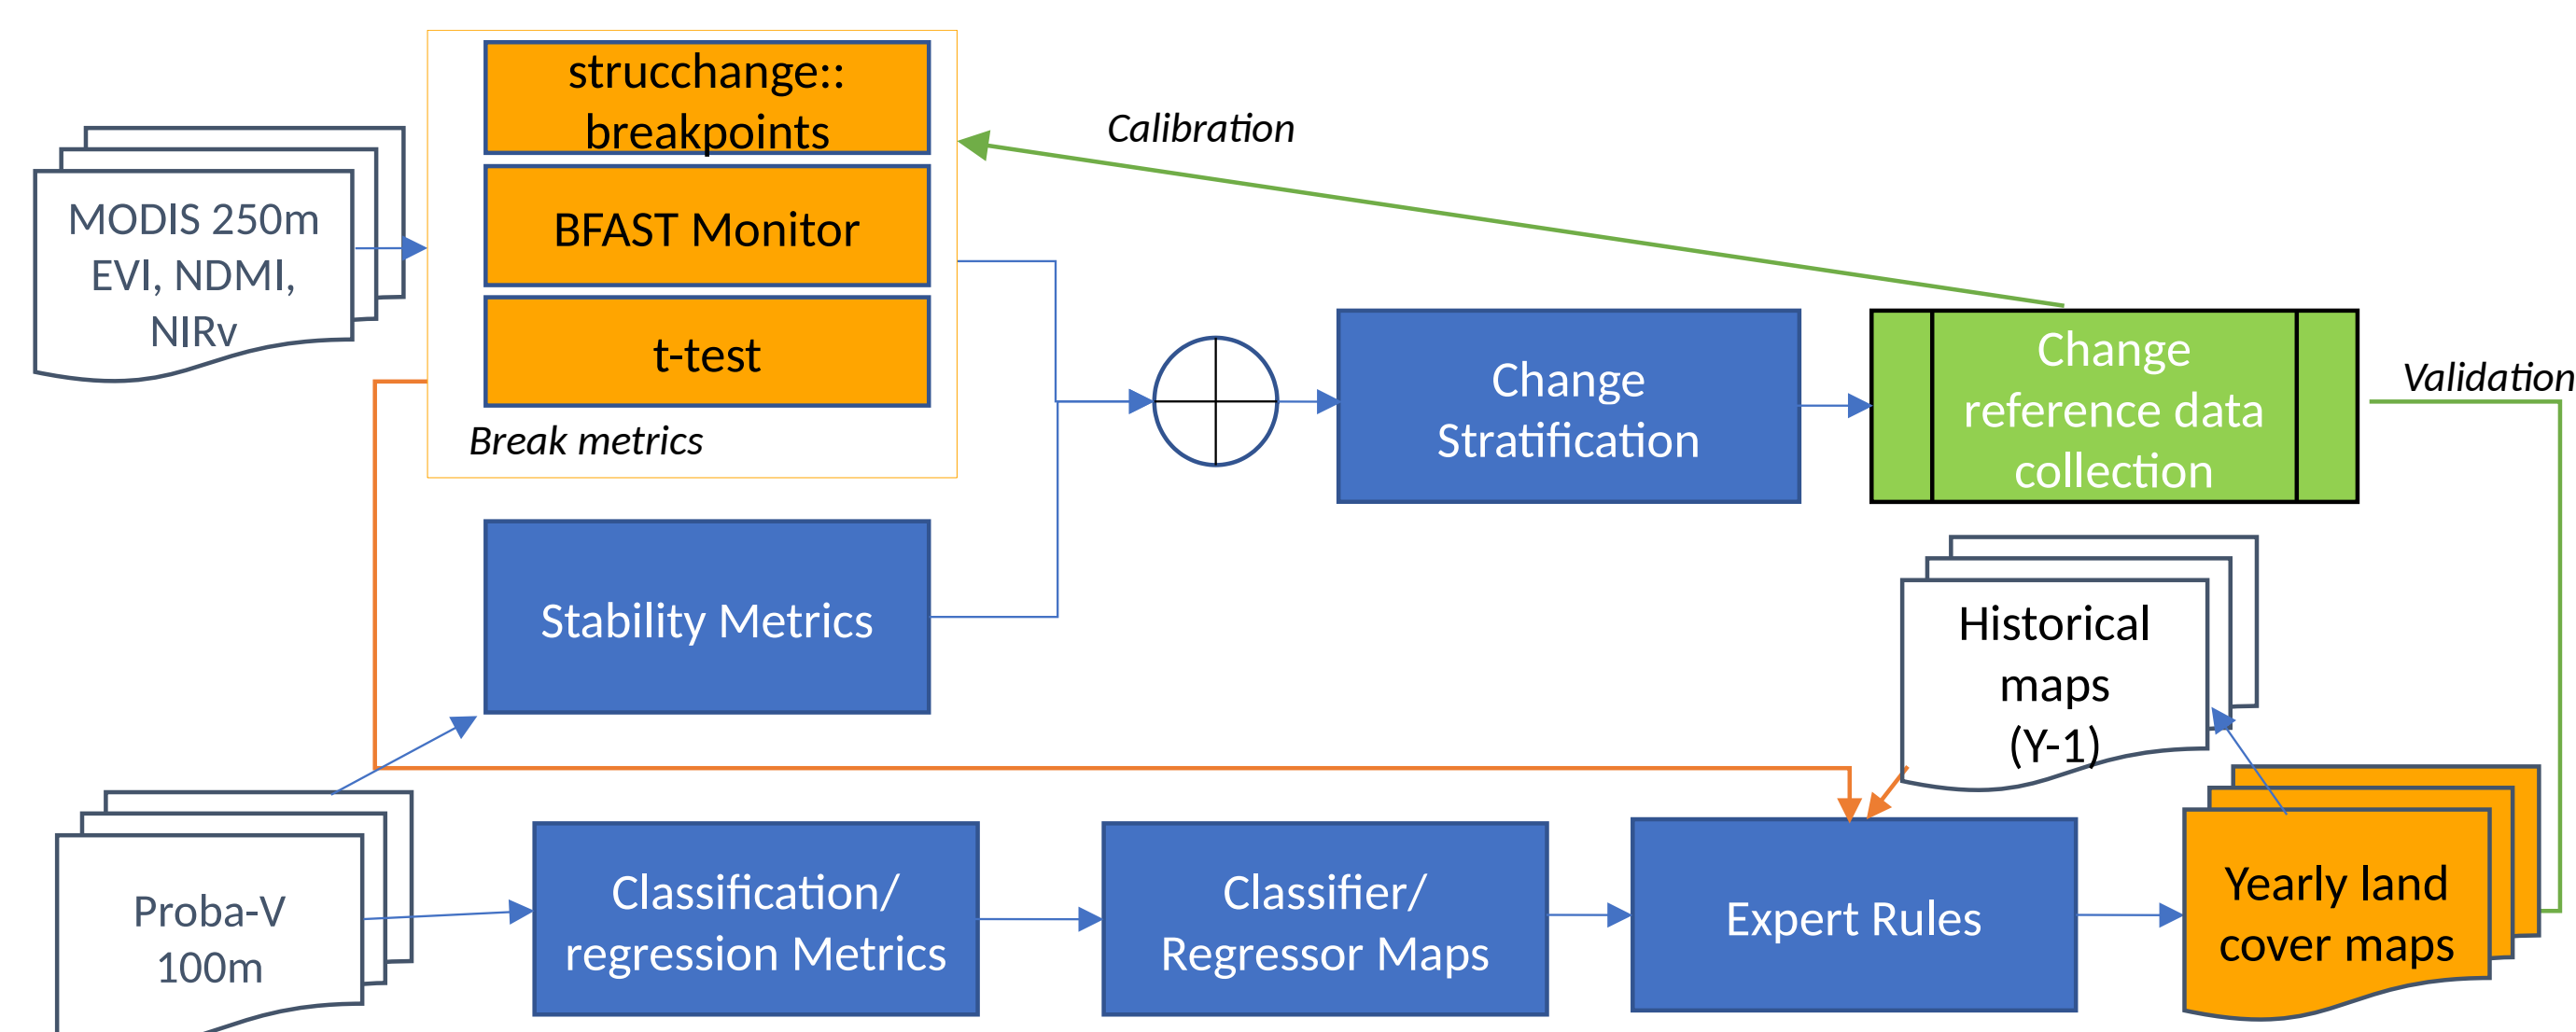 strucchange::
breakpoints
Calibration
MODIS 250m
EVI, NDMI,
NIRv
BFAST Monitor
t-test
Break metrics
Change
Stratification
Change
reference data
collection
Validation
Stability Metrics
Historical
maps
(Y-1)
Proba-V
100m
Classification/
regression Metrics
Classifier/
Regressor Maps
Expert Rules
Yearly land
cover maps